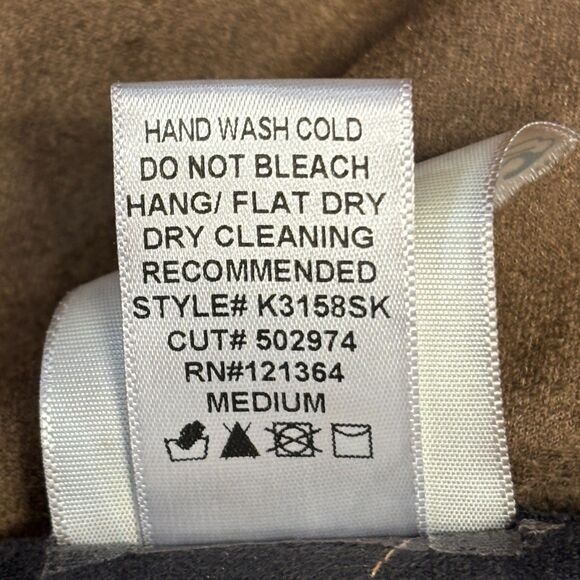 HAND WASH COLD
DO NOT BLEACH
HANG/ FLAT DRY
DRY CLEANING
RECOMMENDED
STYLE# K3158SK
CUT# 502974
RN#121364
MEDIUM